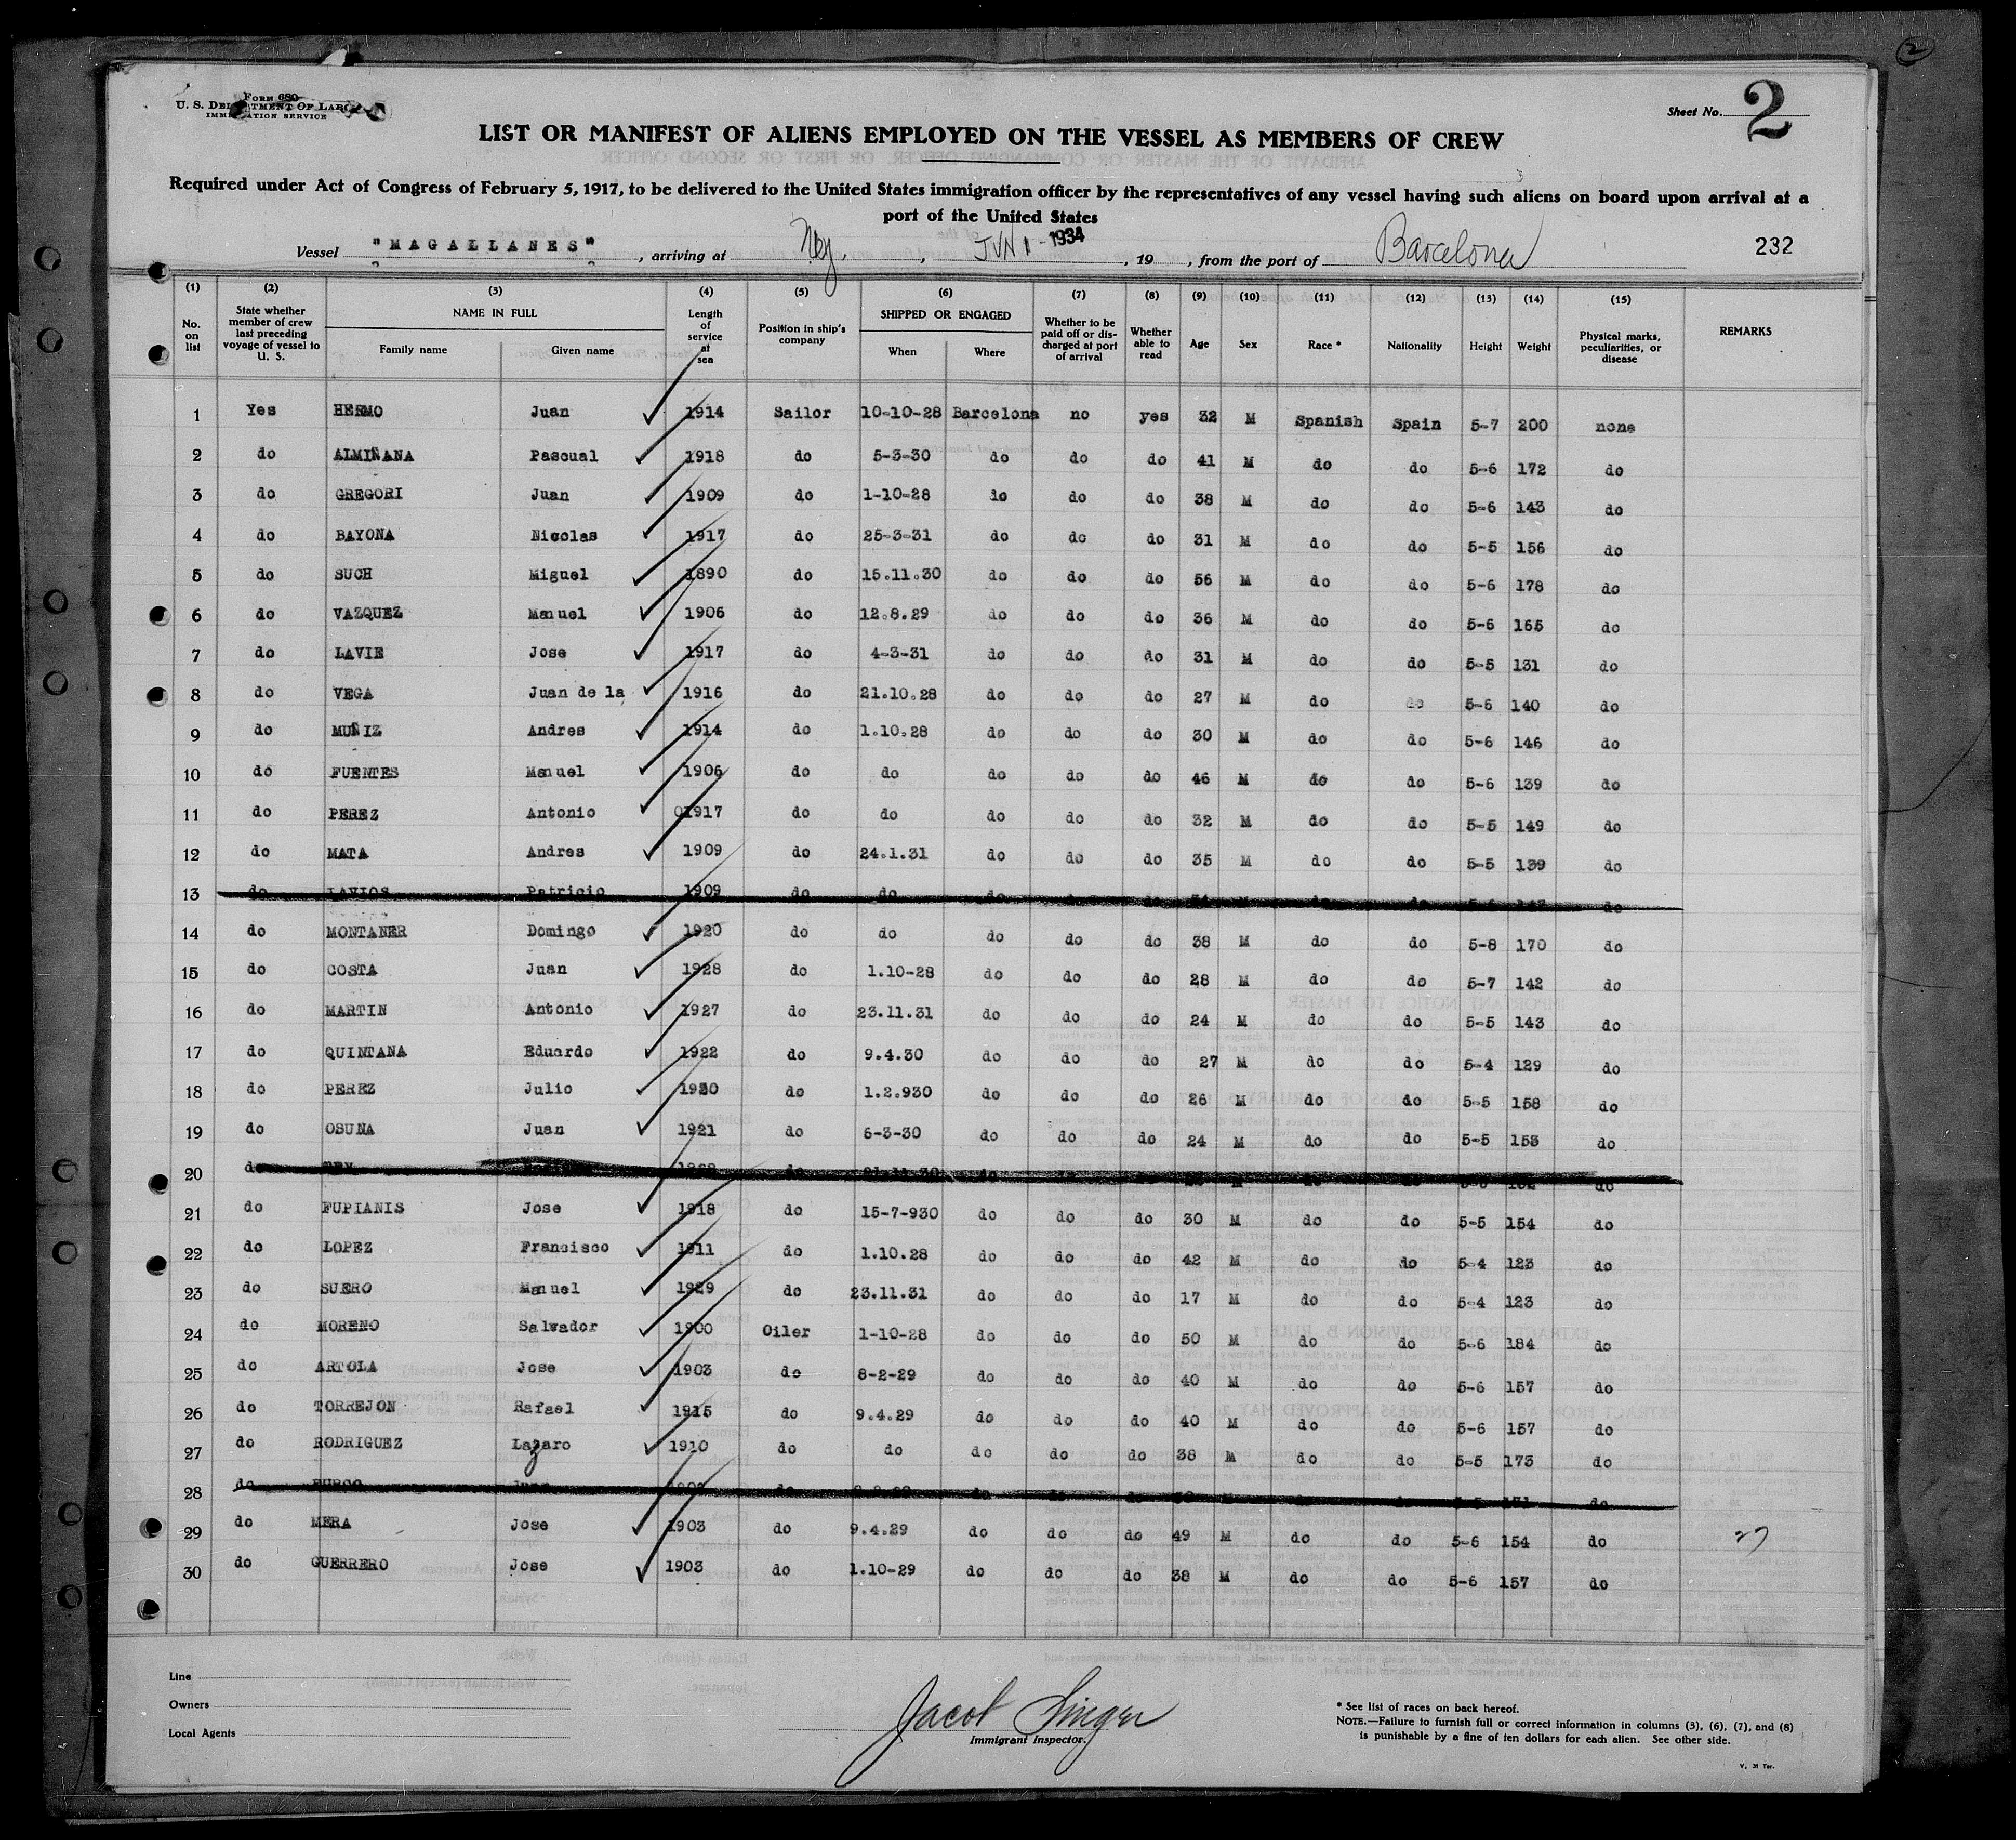 Form 680
U. S. DEPARTMENT OF LABOR
IMMIGRATION SERVICE
Sheet No. 2
2
LIST OR MANIFEST OF ALIENS EMPLOYED ON THE VESSEL AS MEMBERS OF CREW
Required under Act of Congress of February 5, 1917, to be delivered to the United States immigration officer by the representatives of any vessel having such aliens on board upon arrival at a
port of the United States
Vessel "MAGALLANES", arriving at Ny., JUN 1 - 1934, 19 , from the port of Barcelona 232
(1) (2) (3) (4) (5) (6) (7) (8) (9) (10) (11) (12) (13) (14) (15)
No. on list State whether member of crew last preceding voyage of vessel to U. S. NAME IN FULL Family name Given name Length of service at sea Position in ship's company SHIPPED OR ENGAGED When Where Whether to be paid off or discharged at port of arrival Whether able to read Age Sex Race * Nationality Height Weight Physical marks, peculiarities, or disease REMARKS
1 Yes HERMO Juan 1914 Sailor 10-10-28 Barcelona no yes 32 M Spanish Spain 5-7 200 none
2 do ALMIÑANA Pascual 1918 do 5-3-30 do do do 41 M do do 5-6 172 do
3 do GREGORI Juan 1909 do 1-10-28 do do do 38 M do do 5-6 143 do
4 do BAYONA Nicolas 1917 do 25-3-31 do do do 31 M do do 5-5 156 do
5 do SUCH Miguel 1890 do 15.11.30 do do do 56 M do do 5-6 178 do
6 do VAZQUEZ Manuel 1906 do 12.8.29 do do do 36 M do do 5-6 165 do
7 do LAVIE Jose 1917 do 4-3-31 do do do 31 M do do 5-5 131 do
8 do VEGA Juan de la 1916 do 21.10.28 do do do 27 M do do 5-6 140 do
9 do MUÑIZ Andres 1914 do 1.10.28 do do do 30 M do do 5-6 146 do
10 do FUENTES Manuel 1906 do do do do do 46 M do do 5-6 139 do
11 do PEREZ Antonio 1917 do do do do do 32 M do do 5-5 149 do
12 do MATA Andres 1909 do 24.1.31 do do do 35 M do do 5-5 139 do
13 do LAVIOS Patricio 1909 do do do do do M do do 5-6 do
14 do MONTANER Domingo 1920 do do do do do 38 M do do 5-8 170 do
15 do COSTA Juan 1928 do 1.10-28 do do do 28 M do do 5-7 142 do
16 do MARTIN Antonio 1927 do 23.11.31 do do do 24 M do do 5-5 143 do
17 do QUINTANA Eduardo 1922 do 9.4.30 do do do 27 M do do 5-4 129 do
18 do PEREZ Julio 1920 do 1.2.930 do do do 26 M do do 5-5 158 do
19 do OSUNA Juan 1921 do 6-3-30 do do do 24 M do do 5-5 153 do
20 do do 21.11.30 do do do M do do do
21 do FUPIANIS Jose 1918 do 15-7-930 do do do 30 M do do 5-5 154 do
22 do LOPEZ Francisco 1911 do 1.10.28 do do do 42 M do do 5-4 123 do
23 do SUERO Manuel 1929 do 23.11.31 do do do 17 M do do 5-4 123 do
24 do MORENO Salvador 1900 Oiler 1-10-28 do do do 50 M do do 5-6 184 do
25 do ARTOLA Jose 1903 do 8-2-29 do do do 40 M do do 5-6 157 do
26 do TORREJON Rafael 1915 do 9.4.29 do do do 40 M do do 5-6 157 do
27 do RODRIGUEZ Lazaro 1910 do do do do do 38 M do do 5-5 173 do
28 do do do do do M do do 5-5 do
29 do MERA Jose 1903 do 9.4.29 do do do 49 M do do 5-6 154 do 27
30 do GUERRERO Jose 1903 do 1.10-29 do do do 38 M do do 5-6 157 do
Line
Owners
Local Agents
Jacob Singer
Immigrant Inspector.
* See list of races on back hereof.
NOTE.—Failure to furnish full or correct information in columns (3), (6), (7), and (8)
is punishable by a fine of ten dollars for each alien. See other side.
V, 31 Ter.